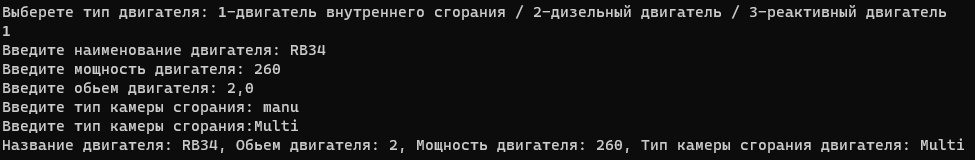 Выберете тип двигателя: 1-двигатель внутреннего сгорания / 2-дизельный двигатель / 3-реактивный двигатель
1
Введите наименование двигателя: RB34
Введите мощность двигателя: 260
Введите обьем двигателя: 2,0
Введите тип камеры сгорания: manu
Введите тип камеры сгорания:Multi
Название двигателя: RB34, Обьем двигателя: 2, Мощность двигателя: 260, Тип камеры сгорания двигателя: Multi